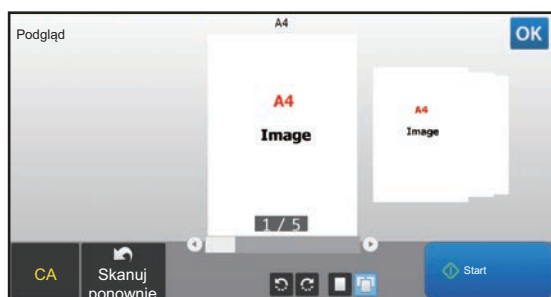 A4
Podgląd
OK
A4
Image
A4
Image
1 / 5
CA
Skanuj
ponownie
Start